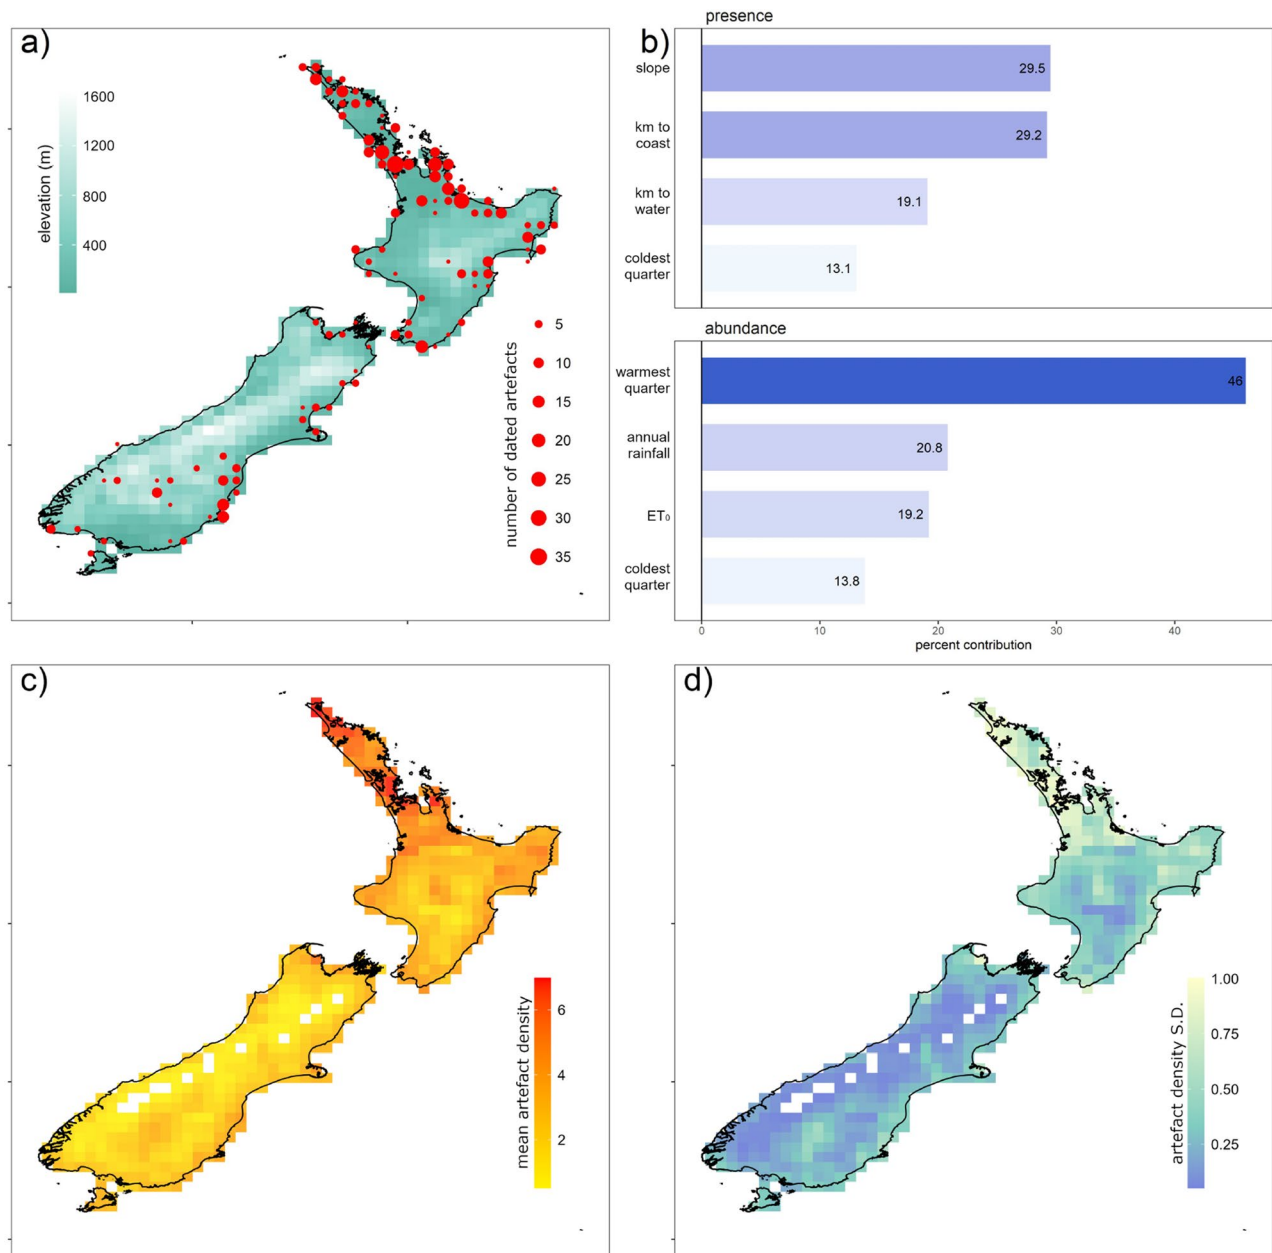 a)
elevation (m)
1600
1200
800
400
number of dated artefacts
5
10
15
20
25
30
35
b)
presence
slope
29.5
km to
coast
29.2
km to
water
19.1
coldest
quarter
13.1
abundance
warmest
quarter
46
annual
rainfall
20.8
ET₀
19.2
coldest
quarter
13.8
0
10
20
30
40
percent contribution
c)
mean artefact density
6
4
2
d)
artefact density S.D.
1.00
0.75
0.50
0.25